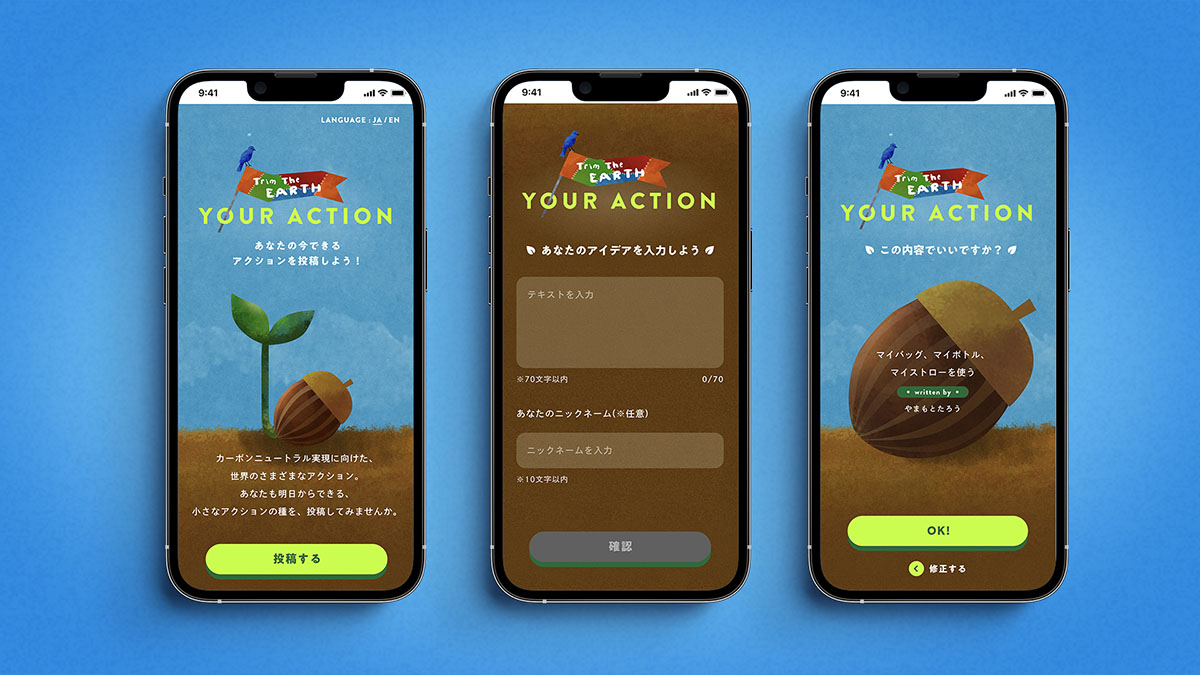 9:41
LANGUAGE : JA / EN
Trim The
EARTH
YOUR ACTION
あなたの今できる
アクションを投稿しよう！
カーボンニュートラル実現に向けた、
世界のさまざまなアクション。
あなたも明日からできる、
小さなアクションの種を、投稿してみませんか。
投稿する
9:41
Trim The
EARTH
YOUR ACTION
あなたのアイデアを入力しよう
テキストを入力
※70文字以内
0/70
あなたのニックネーム(※任意)
ニックネームを入力
※10文字以内
確認
9:41
Trim The
EARTH
YOUR ACTION
この内容でいいですか？
マイバッグ、マイボトル、
マイストローを使う
• written by •
やまもとたろう
OK!
修正する